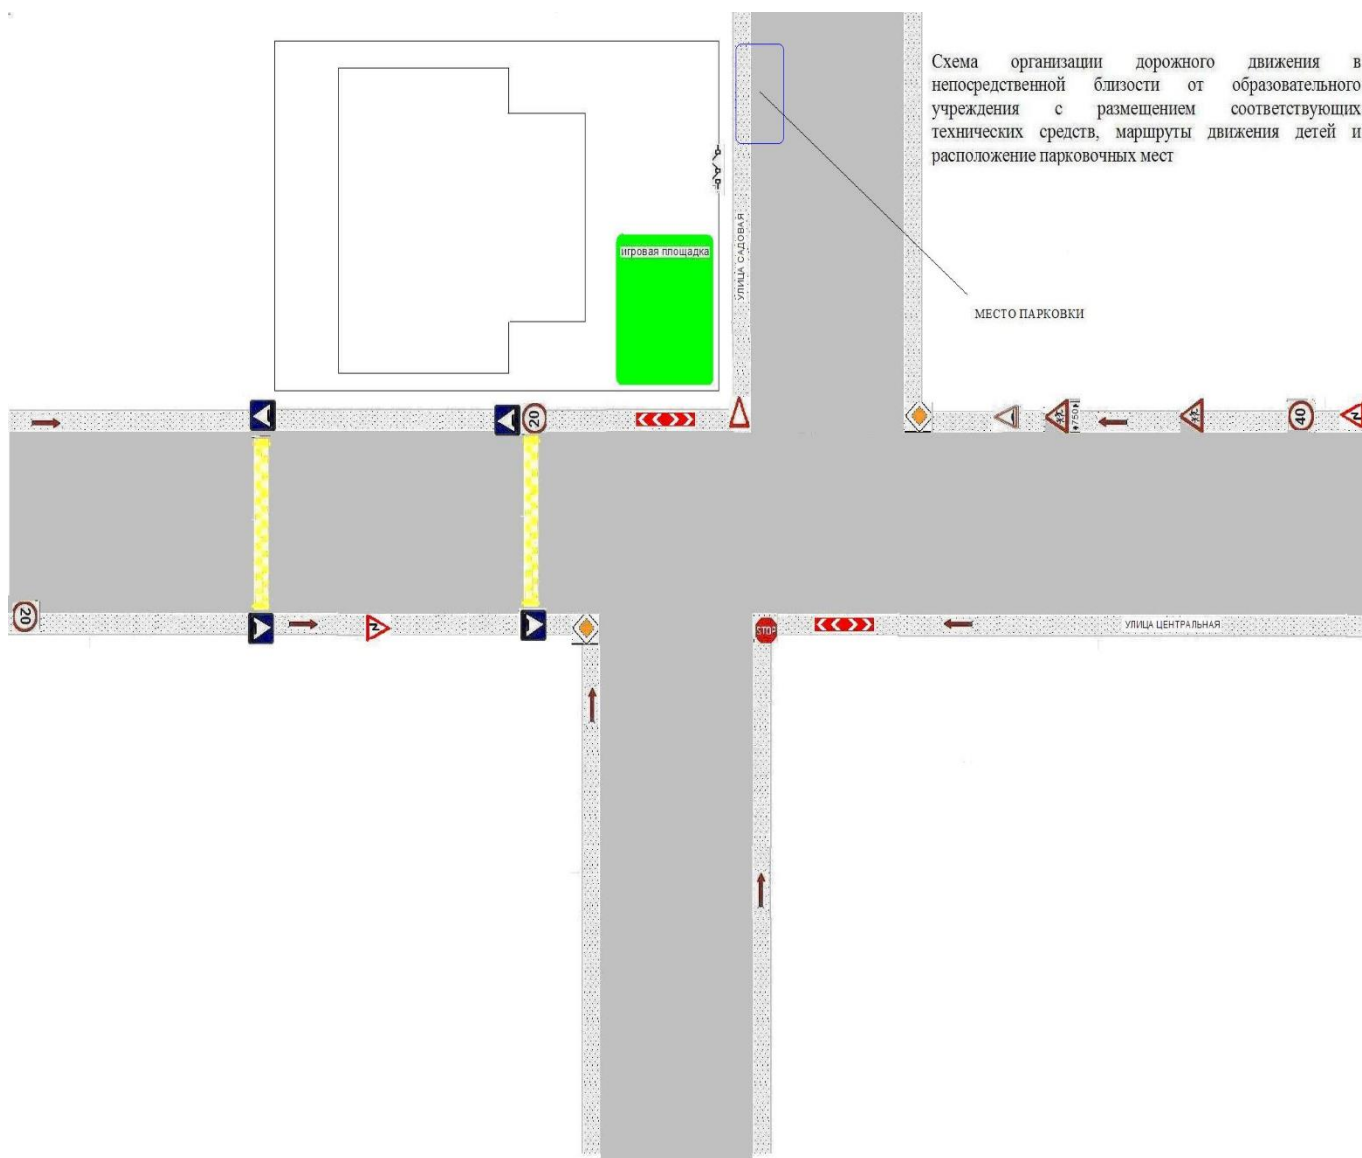 Схема организации дорожного движения в
непосредственной близости от образовательного
учреждения с размещением соответствующих
технических средств, маршруты движения детей и
расположение парковочных мест
УЛИЦА САДОВАЯ
игровая площадка
МЕСТО ПАРКОВКИ
20
750
40
20
STOP
УЛИЦА ЦЕНТРАЛЬНАЯ